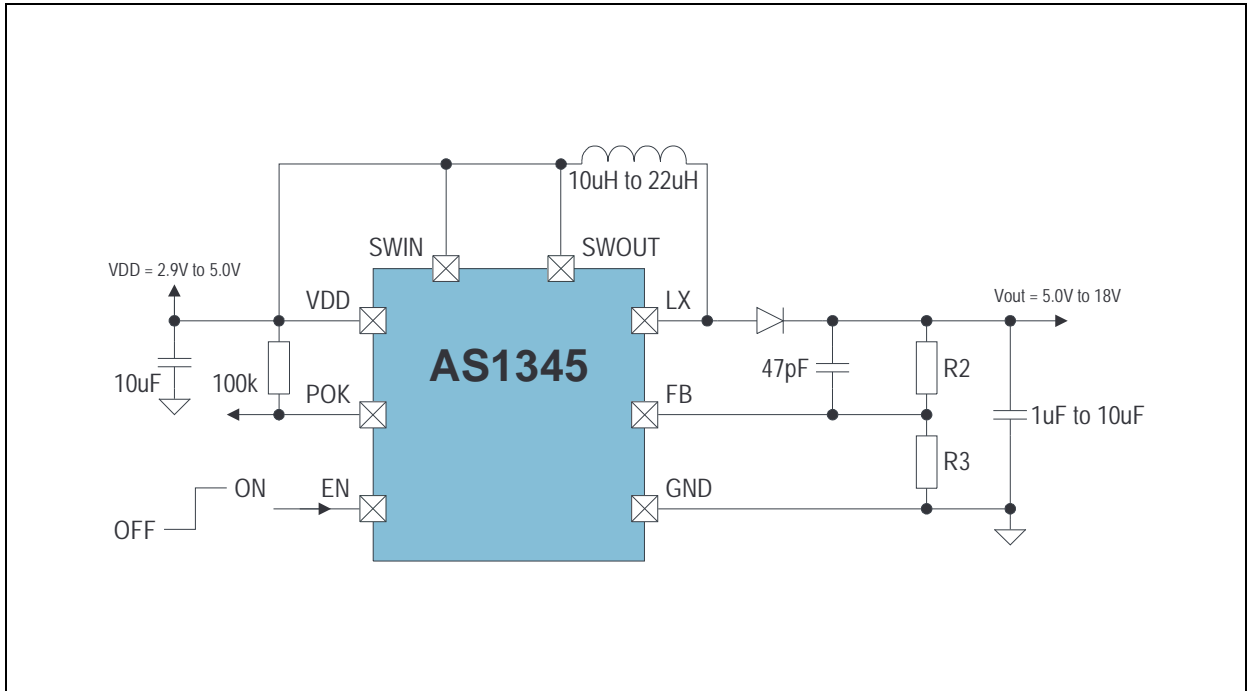 10uH to 22uH
SWIN
SWOUT
VDD = 2.9V to 5.0V
VDD
LX
Vout = 5.0V to 18V
AS1345
10uF
100k
POK
47pF
FB
R2
1uF to 10uF
R3
ON
EN
GND
OFF